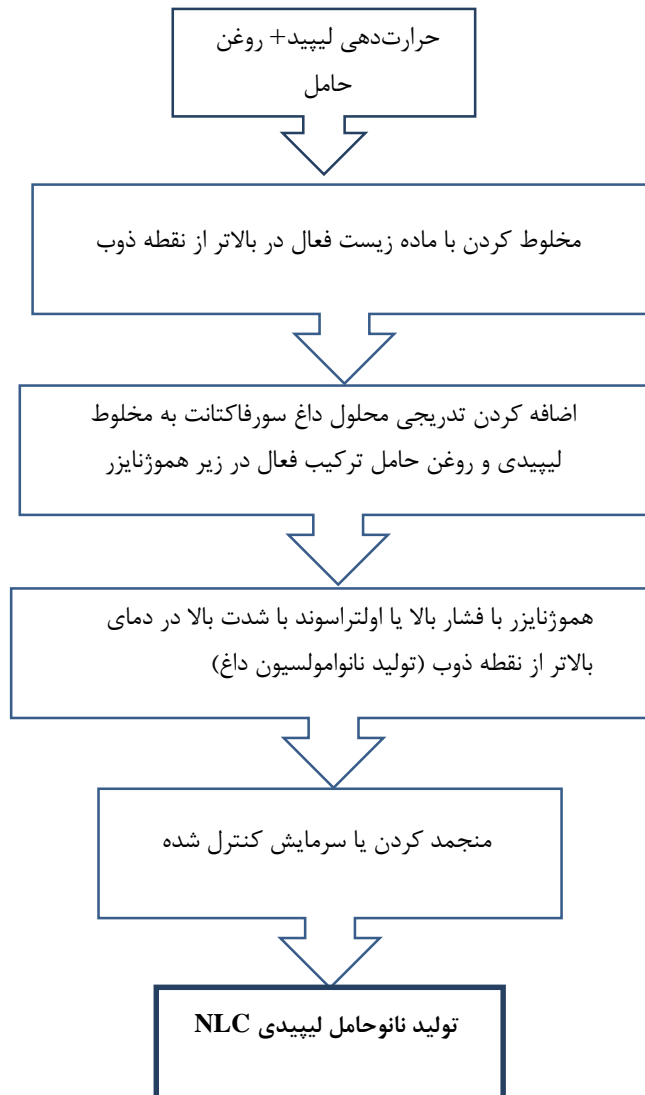 حرارت‌دهی لیپید+ روغن
حامل
مخلوط کردن با ماده زیست فعال در بالاتر از نقطه ذوب
اضافه کردن تدریجی محلول داغ سورفاکتانت به مخلوط
لیپیدی و روغن حامل ترکیب فعال در زیر هموژنایزر
هموژنایزر با فشار بالا یا اولتراسوند با شدت بالا در دمای
بالاتر از نقطه ذوب (تولید نانوامولسیون داغ)
منجمد کردن یا سرمایش کنترل شده
تولید نانوحامل لیپیدی NLC